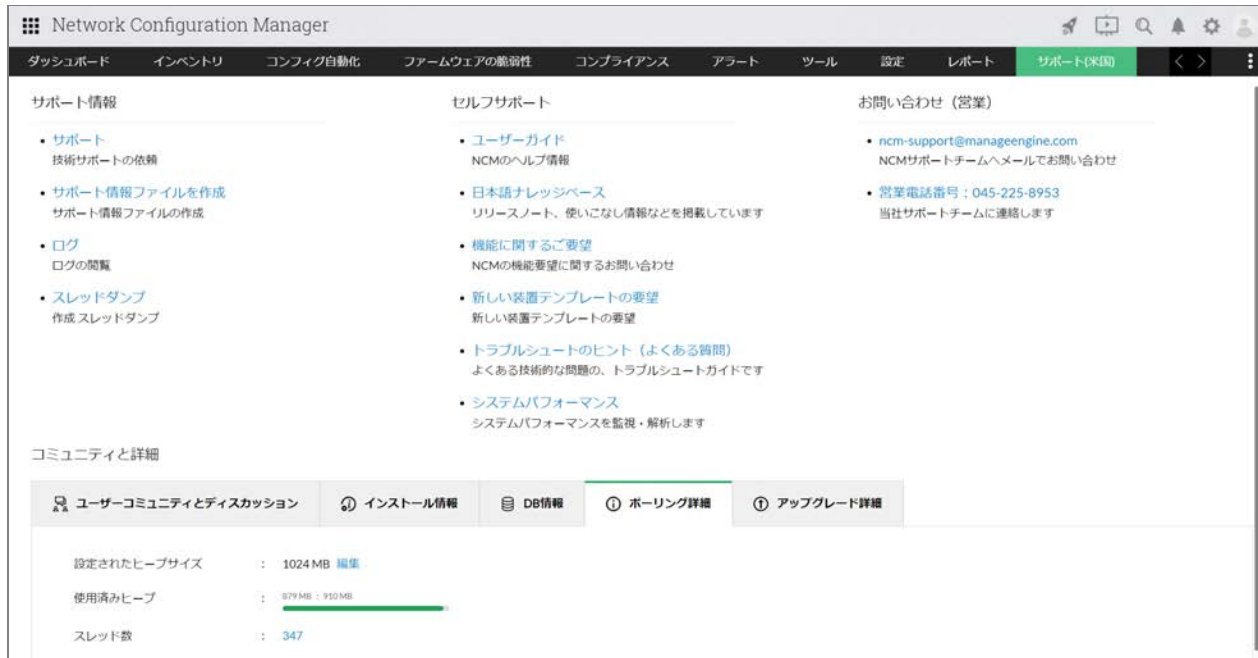 Network Configuration Manager
ダッシュボード インベントリ コンフィグ自動化 ファームウェアの脆弱性 コンプライアンス アラート ツール 設定 レポート サポート(米国)
サポート情報
• サポート
技術サポートの依頼
• サポート情報ファイルを作成
サポート情報ファイルの作成
• ログ
ログの閲覧
• スレッドダンプ
作成 スレッドダンプ
セルフサポート
• ユーザーガイド
NCMのヘルプ情報
• 日本語ナレッジベース
リリースノート、使いこなし情報などを掲載しています
• 機能に関するご要望
NCMの機能要望に関するお問い合わせ
• 新しい装置テンプレートの要望
新しい装置テンプレートの要望
• トラブルシュートのヒント（よくある質問）
よくある技術的な問題の、トラブルシュートガイドです
• システムパフォーマンス
システムパフォーマンスを監視・解析します
お問い合わせ（営業）
• ncm-support@manageengine.com
NCMサポートチームへメールでお問い合わせ
• 営業電話番号：045-225-8953
当社サポートチームに連絡します
コミュニティと詳細
ユーザーコミュニティとディスカッション インストール情報 DB情報 ポーリング詳細 アップグレード詳細
設定されたヒープサイズ : 1024 MB 編集
使用済みヒープ : 879 MB : 910 MB
スレッド数 : 347